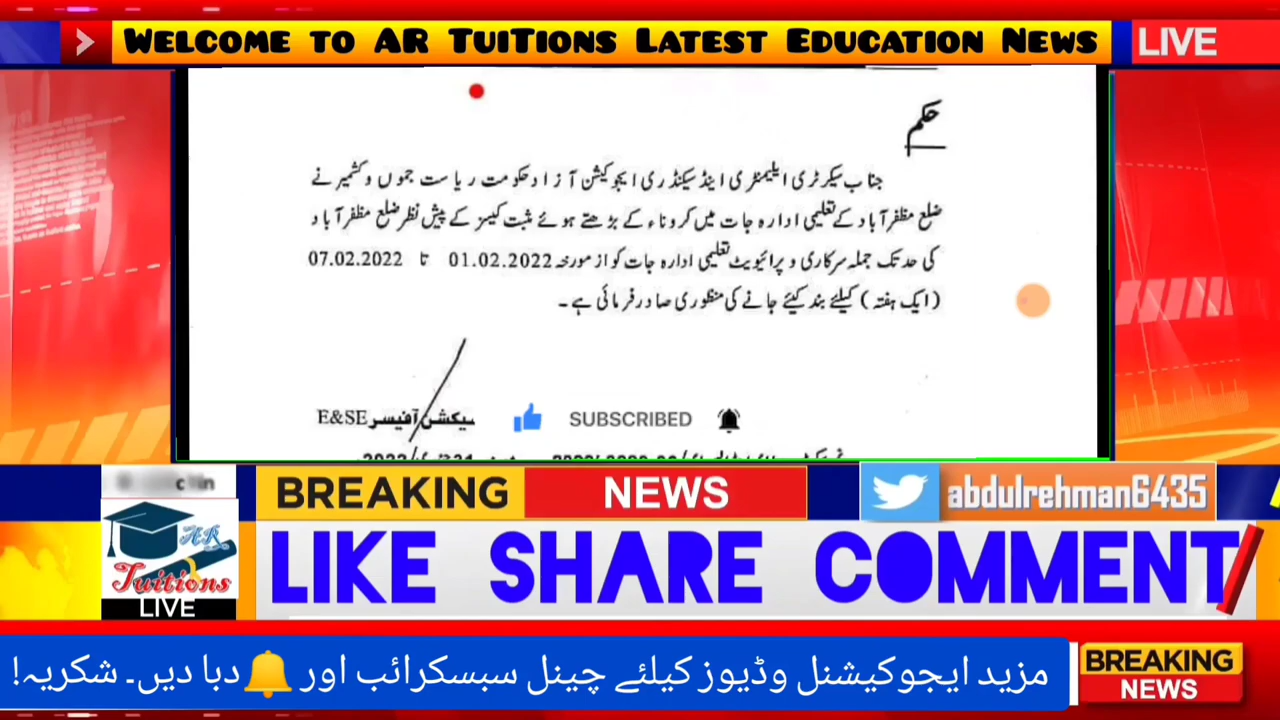 Welcome to AR TuiTions Latest Education News
LIVE
حکم
جناب سیکرٹری ایلیمنٹری اینڈ سیکنڈری ایجوکیشن آزاد حکومت ریاست جموں و کشمیر نے
ضلع مظفرآباد کے تعلیمی ادارہ جات میں کروناء کے بڑھتے ہوئے مثبت کیسز کے پیش نظر ضلع مظفرآباد
کی حد تک جملہ سرکاری و پرائیویٹ تعلیمی ادارہ جات کو از مورخہ 01.02.2022 تا 07.02.2022
(ایک ہفتہ) کیلئے بند کیئے جانے کی منظوری صادر فرمائی ہے۔
سیکشن آفیسر E&SE
SUBSCRIBED
BREAKING NEWS
abdulrehman6435
AR
Tuitions
LIVE
LIKE SHARE COMMENT
مزید ایجوکیشنل وڈیوز کیلئے چینل سبسکرائب اور 🔔 دبا دیں۔ شکریہ!
BREAKING
NEWS